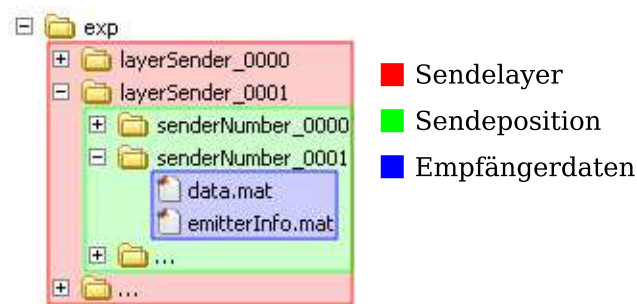 exp
layerSender_0000
layerSender_0001
senderNumber_0000
senderNumber_0001
data.mat
emitterInfo.mat
...
...
Sendelayer
Sendeposition
Empfängerdaten